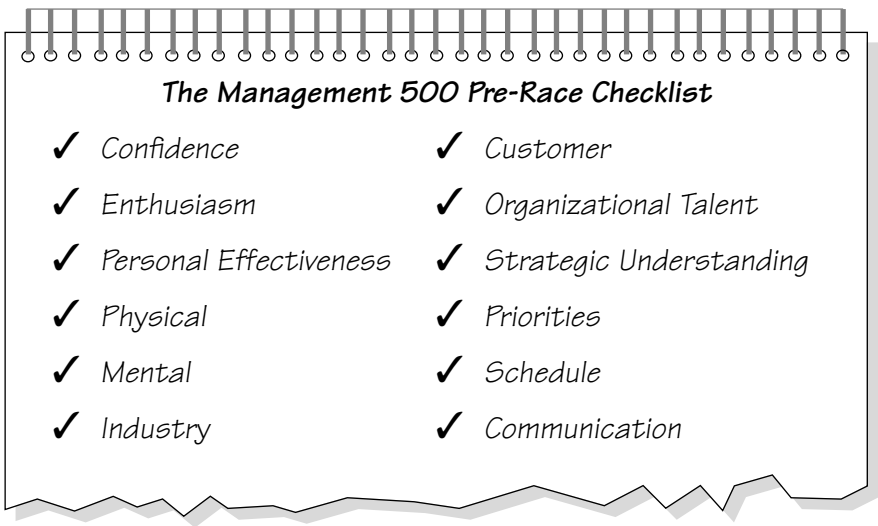 The Management 500 Pre-Race Checklist
✓ Confidence
✓ Enthusiasm
✓ Personal Effectiveness
✓ Physical
✓ Mental
✓ Industry
✓ Customer
✓ Organizational Talent
✓ Strategic Understanding
✓ Priorities
✓ Schedule
✓ Communication